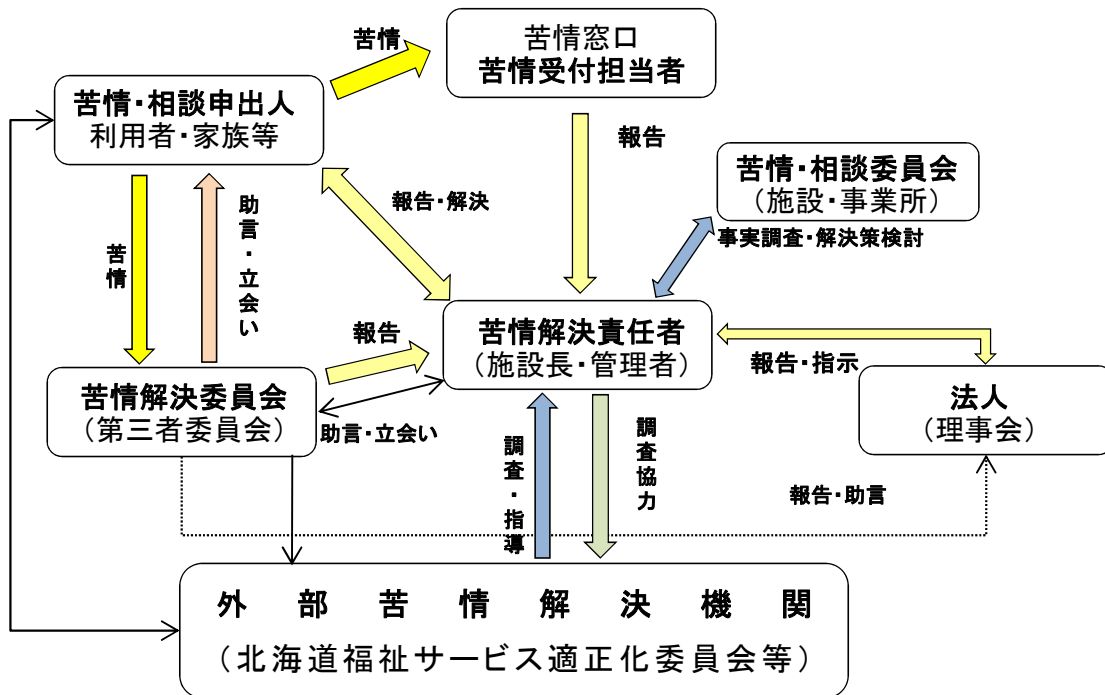 苦情
苦情窓口
苦情受付担当者
苦情・相談申出人
利用者・家族等
報告
苦情・相談委員会
（施設・事業所）
助言・立会い
報告・解決
苦情
事実調査・解決策検討
苦情解決責任者
（施設長・管理者）
報告
報告・指示
苦情解決委員会
（第三者委員会）
助言・立会い
法人
（理事会）
調査・指導
調査協力
報告・助言
外部苦情解決機関
（北海道福祉サービス適正化委員会等）